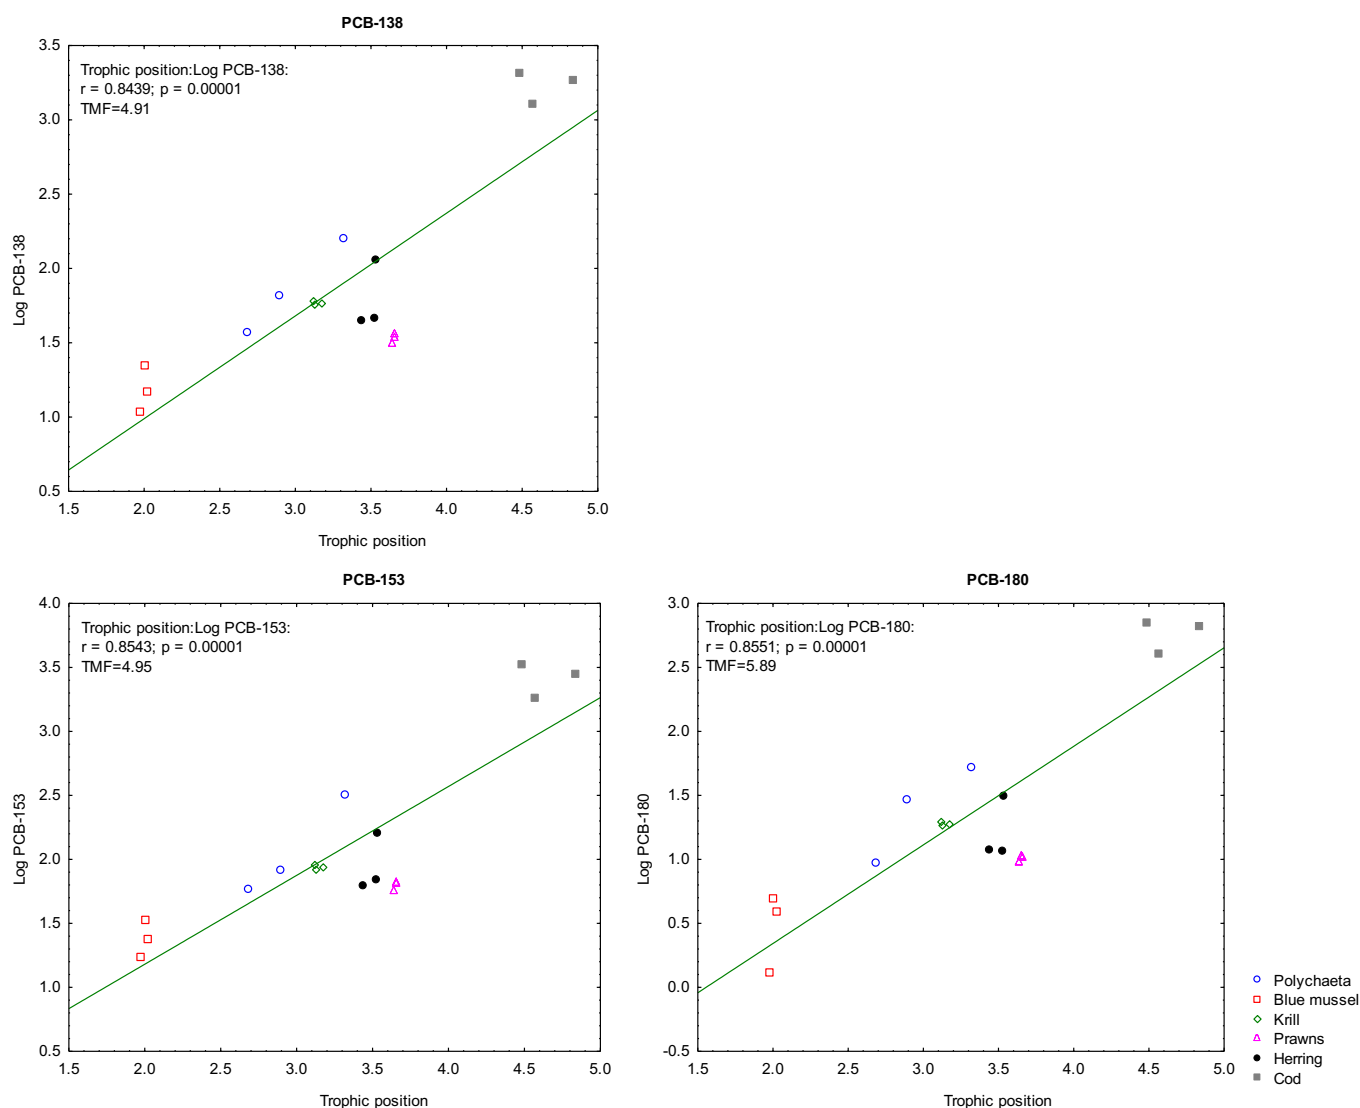 PCB-138
Trophic position:Log PCB-138:
r = 0.8439; p = 0.00001
TMF=4.91
Log PCB-138
3.5
3.0
2.5
2.0
1.5
1.0
0.5
1.5 2.0 2.5 3.0 3.5 4.0 4.5 5.0
Trophic position
PCB-153
Trophic position:Log PCB-153:
r = 0.8543; p = 0.00001
TMF=4.95
Log PCB-153
4.0
3.5
3.0
2.5
2.0
1.5
1.0
0.5
1.5 2.0 2.5 3.0 3.5 4.0 4.5 5.0
Trophic position
PCB-180
Trophic position:Log PCB-180:
r = 0.8551; p = 0.00001
TMF=5.89
Log PCB-180
3.0
2.5
2.0
1.5
1.0
0.5
0.0
-0.5
1.5 2.0 2.5 3.0 3.5 4.0 4.5 5.0
Trophic position
Polychaeta
Blue mussel
Krill
Prawns
Herring
Cod